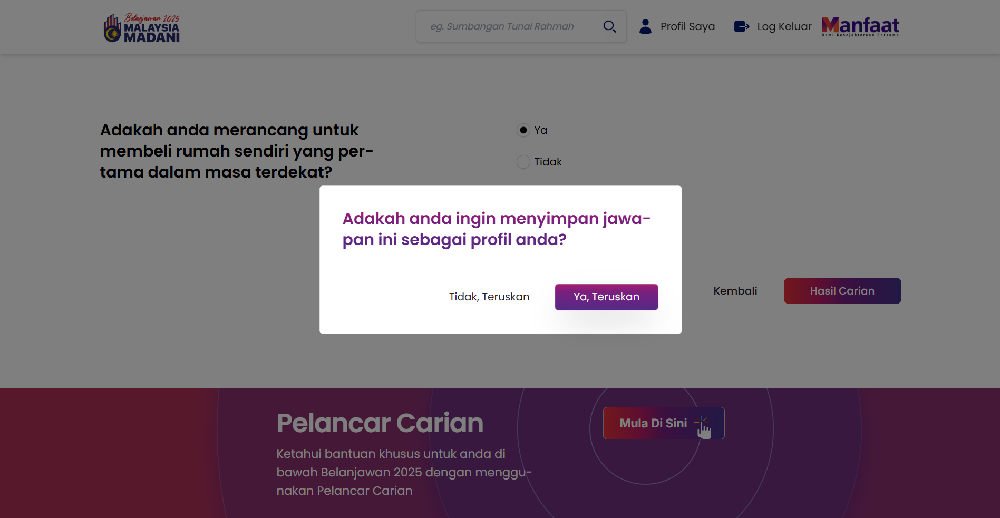 Belanjawan 2025
MALAYSIA
MADANI
eg. Sumbangan Tunai Rahmah
Profil Saya
Log Keluar
Manfaat
Demi Kesejahteraan Bersama
Adakah anda merancang untuk
membeli rumah sendiri yang per-
tama dalam masa terdekat?
Ya
Tidak
Adakah anda ingin menyimpan jawa-
pan ini sebagai profil anda?
Tidak, Teruskan
Ya, Teruskan
Kembali
Hasil Carian
Pelancar Carian
Mula Di Sini
Ketahui bantuan khusus untuk anda di
bawah Belanjawan 2025 dengan menggu-
nakan Pelancar Carian